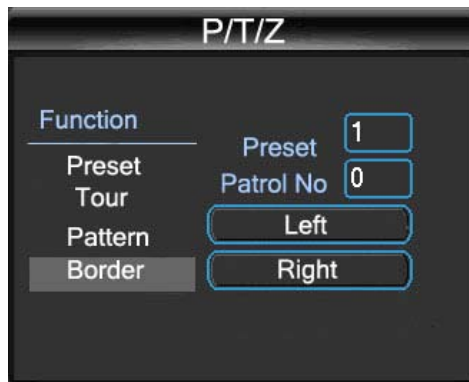 P/T/Z
Function
Preset
Tour
Pattern
Border
Preset 1
Patrol No 0
Left
Right